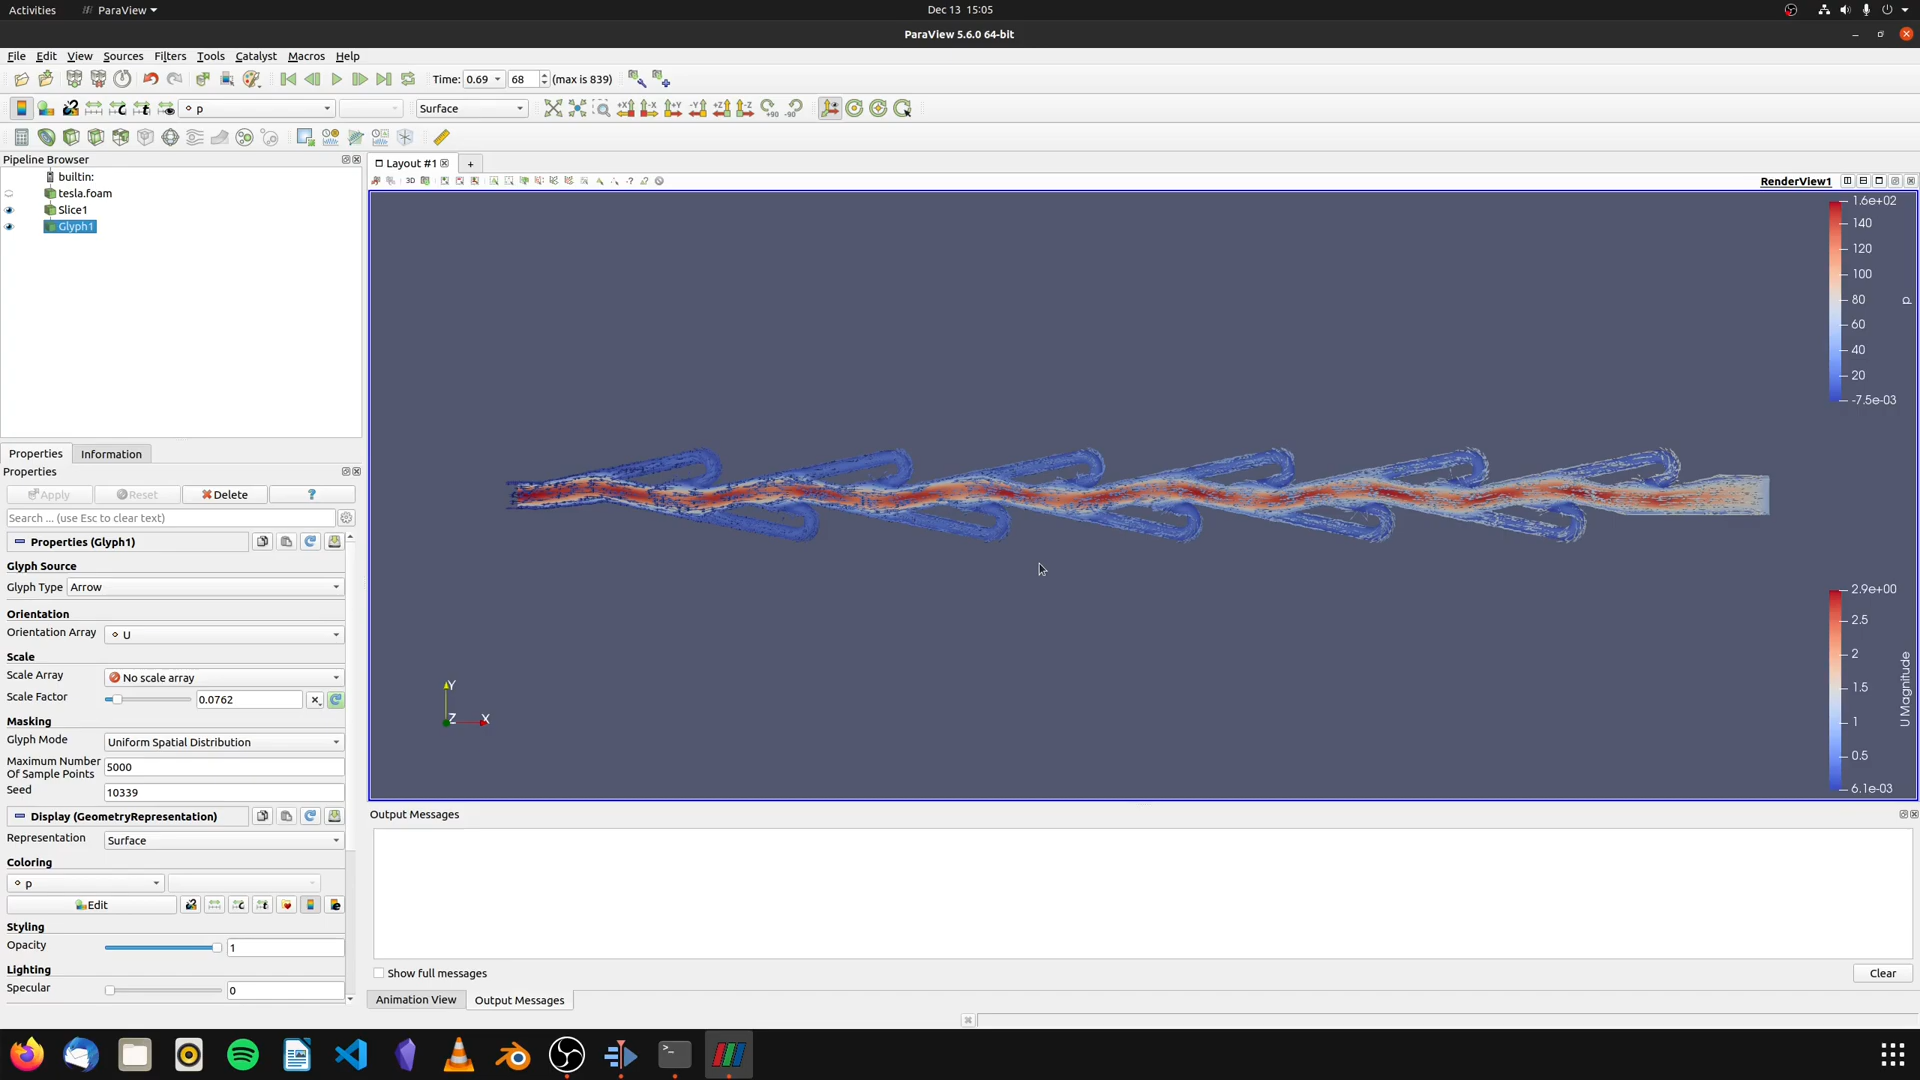 Activities
ParaView
Dec 13 15:05
ParaView 5.6.0 64-bit
File Edit View Sources Filters Tools Catalyst Macros Help
Time: 0.69 68 (max is 839)
p Surface
+X -X +Y -Y +Z -Z +90 -90
Pipeline Browser
builtin:
tesla.foam
Slice1
Glyph1
Layout #1 +
3D
RenderView1
1.6e+02
140
120
100
80
60
40
20
-7.5e-03
p
2.9e+00
2.5
2
1.5
1
0.5
6.1e-03
U Magnitude
Y
Z X
Properties Information
Properties
Apply Reset Delete ?
Search ... (use Esc to clear text)
Properties (Glyph1)
Glyph Source
Glyph Type Arrow
Orientation
Orientation Array U
Scale
Scale Array No scale array
Scale Factor 0.0762
Masking
Glyph Mode Uniform Spatial Distribution
Maximum Number
Of Sample Points 5000
Seed 10339
Display (GeometryRepresentation)
Representation Surface
Coloring
p
Edit
Styling
Opacity 1
Lighting
Specular 0
Output Messages
Show full messages
Clear
Animation View Output Messages